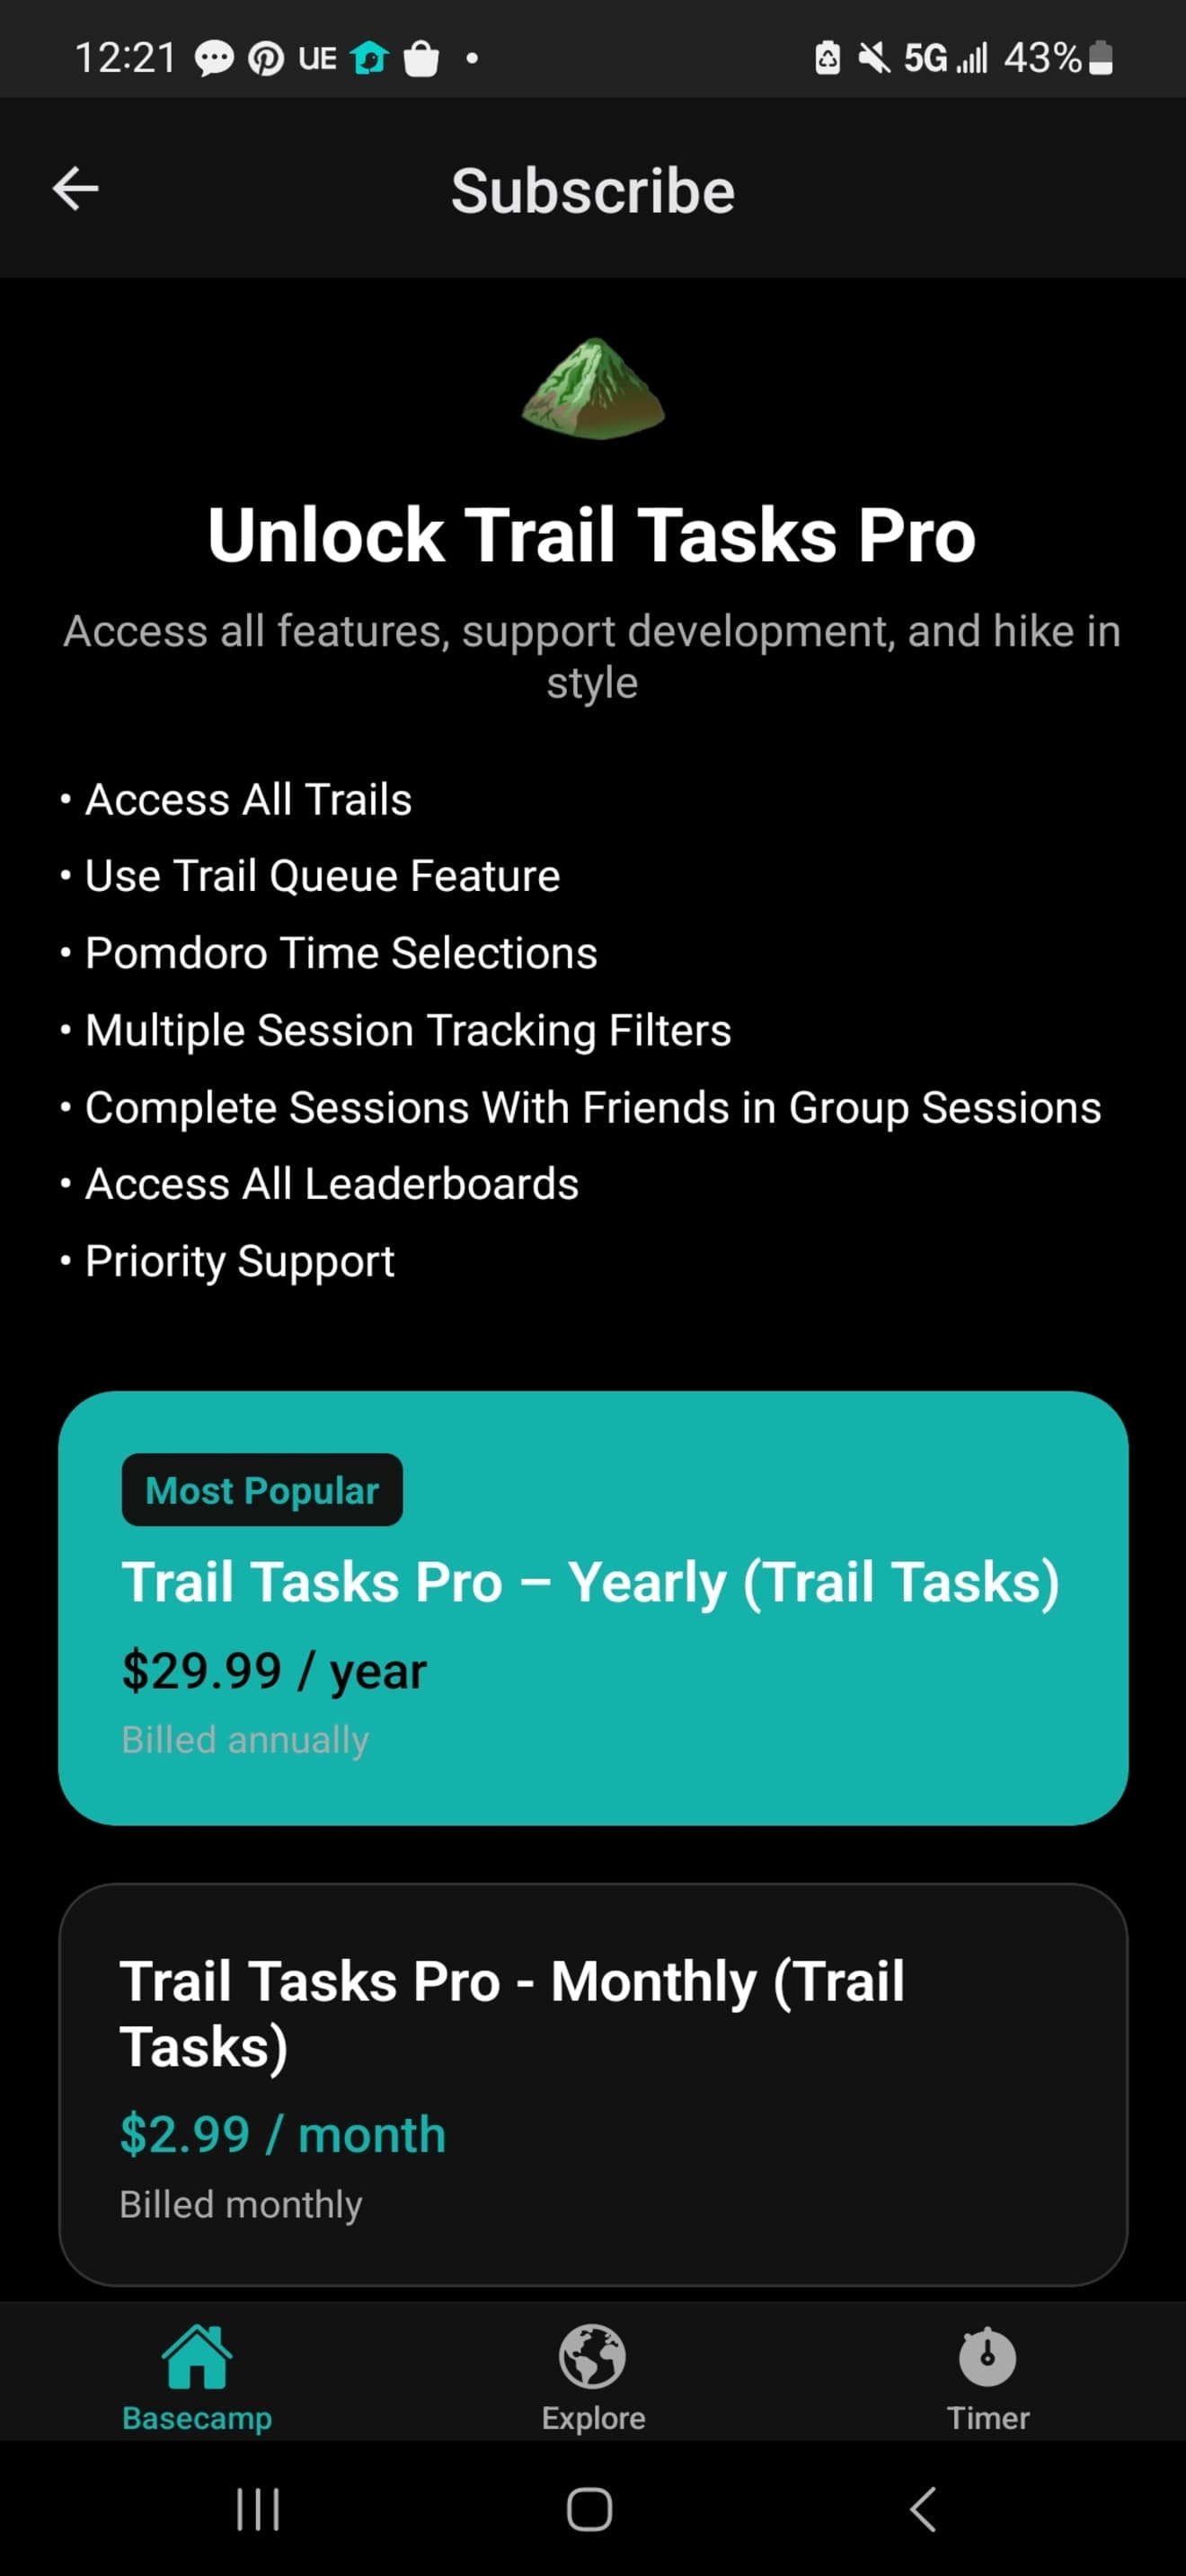 12:21 UE 5G 43%
Subscribe
Unlock Trail Tasks Pro
Access all features, support development, and hike in
style
• Access All Trails
• Use Trail Queue Feature
• Pomdoro Time Selections
• Multiple Session Tracking Filters
• Complete Sessions With Friends in Group Sessions
• Access All Leaderboards
• Priority Support
Most Popular
Trail Tasks Pro – Yearly (Trail Tasks)
$29.99 / year
Billed annually
Trail Tasks Pro - Monthly (Trail
Tasks)
$2.99 / month
Billed monthly
Basecamp Explore Timer